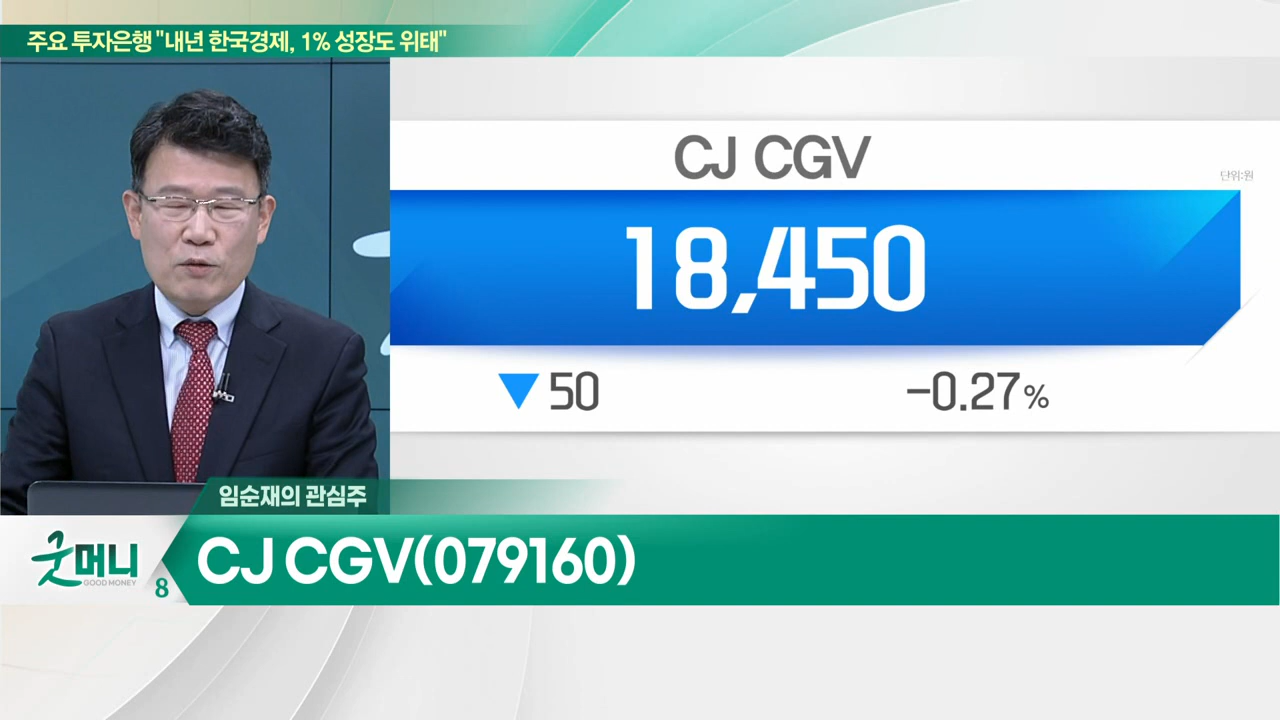 주요 투자은행 "내년 한국경제, 1% 성장도 위태"
CJ CGV
단위:원
18,450
▼50 -0.27%
임순재의 관심주
굿머니
GOOD MONEY
8
CJ CGV(079160)